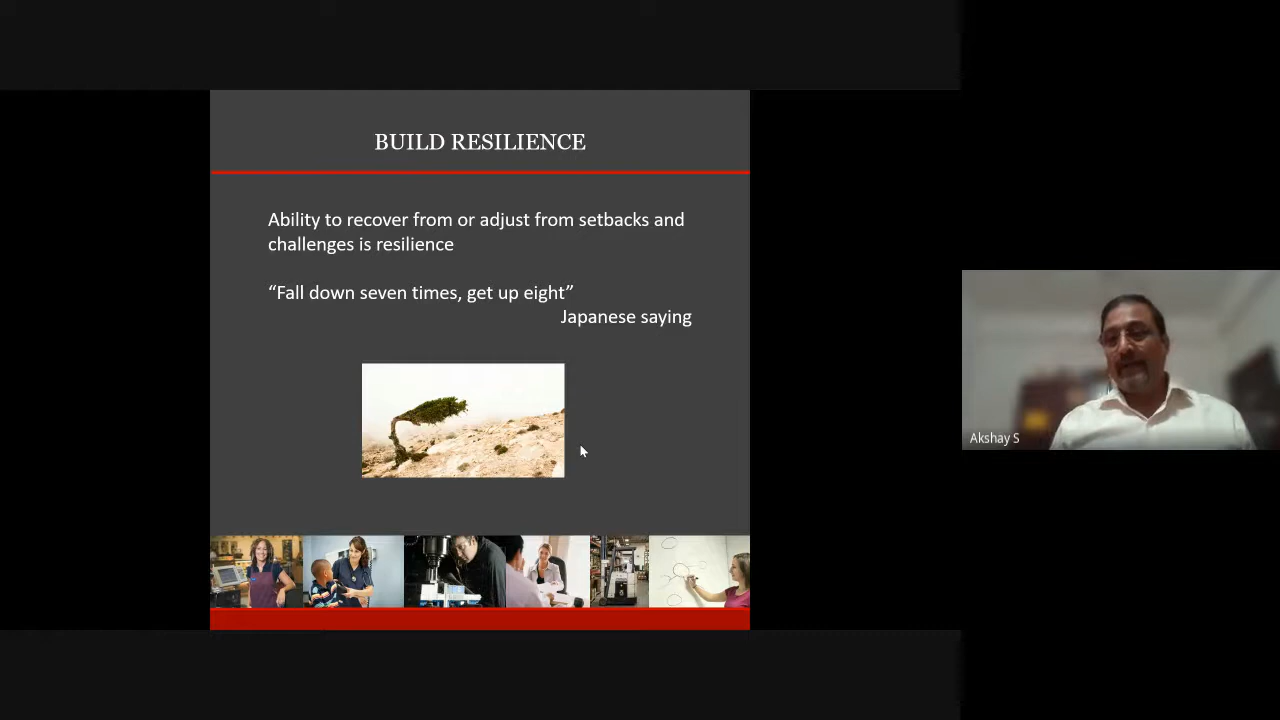 BUILD RESILIENCE
Ability to recover from or adjust from setbacks and
challenges is resilience
“Fall down seven times, get up eight”
Japanese saying
Akshay S